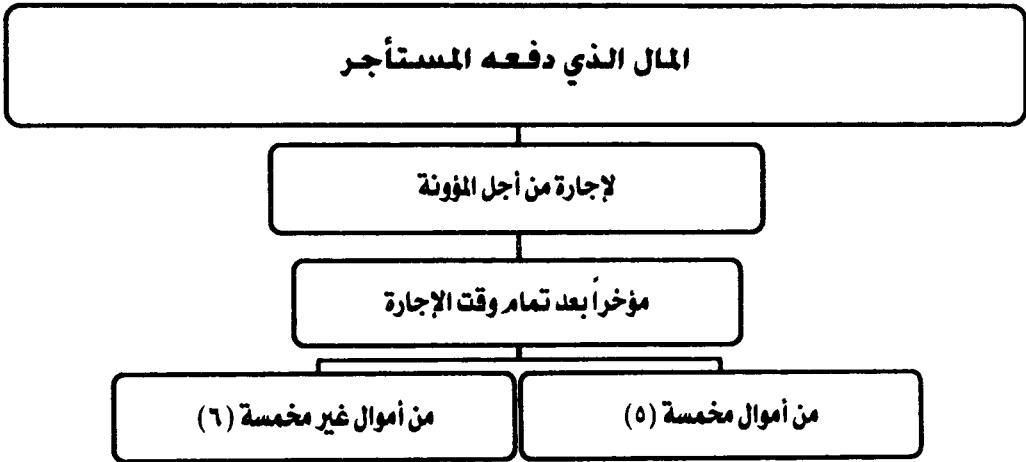 المال الذي دفعه المستأجر
لإجارة من أجل المؤونة
مؤخراً بعد تمام وقت الإجارة
من أموال مخمسة (٥)
من أموال غير مخمسة (٦)